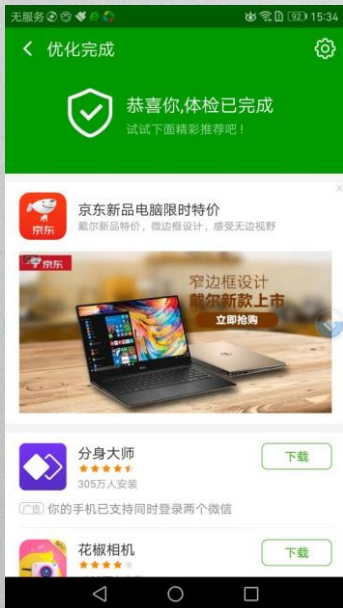 无服务 92 15:34
优化完成
恭喜你,体检已完成
试试下面精彩推荐吧!
京东
京东新品电脑限时特价
戴尔新品特价,微边框设计,感受无边视野
京东
窄边框设计
戴尔新款上市
立即抢购
分身大师
下载
305万人安装
广告 你的手机已支持同时登录两个微信
花椒相机
下载